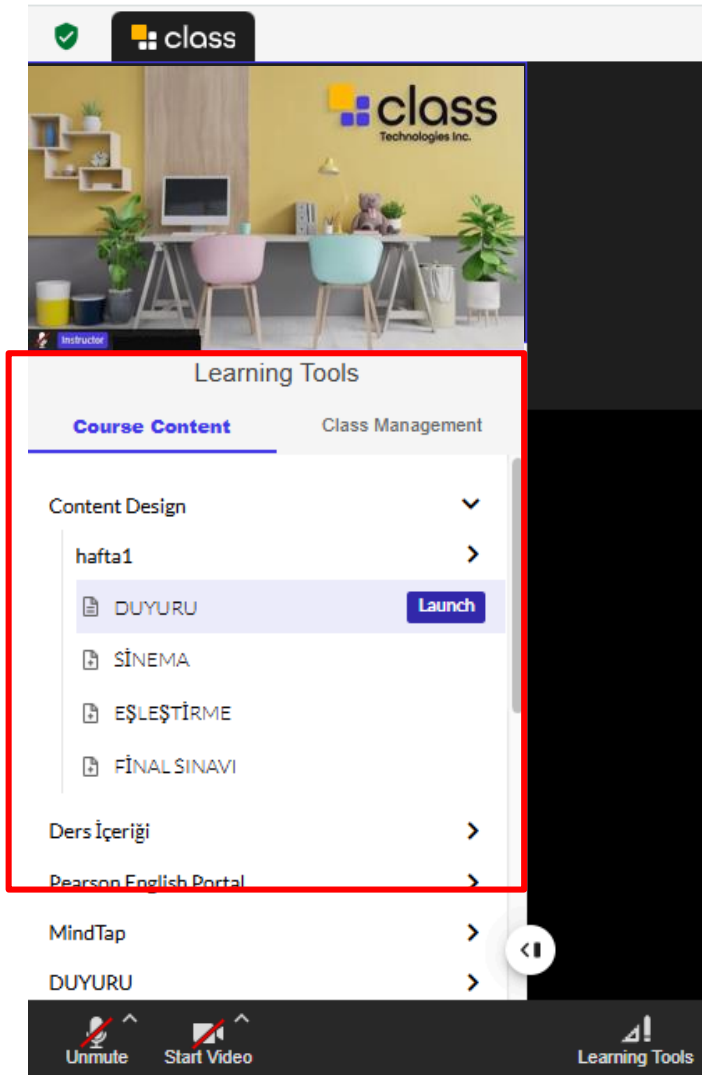 class
class
Technologies Inc.
Instructor
Learning Tools
Course Content Class Management
Content Design
hafta1
DUYURU Launch
SİNEMA
EŞLEŞTİRME
FİNAL SINAVI
Ders İçeriği
Pearson English Portal
MindTap
DUYURU
Unmute Start Video Learning Tools